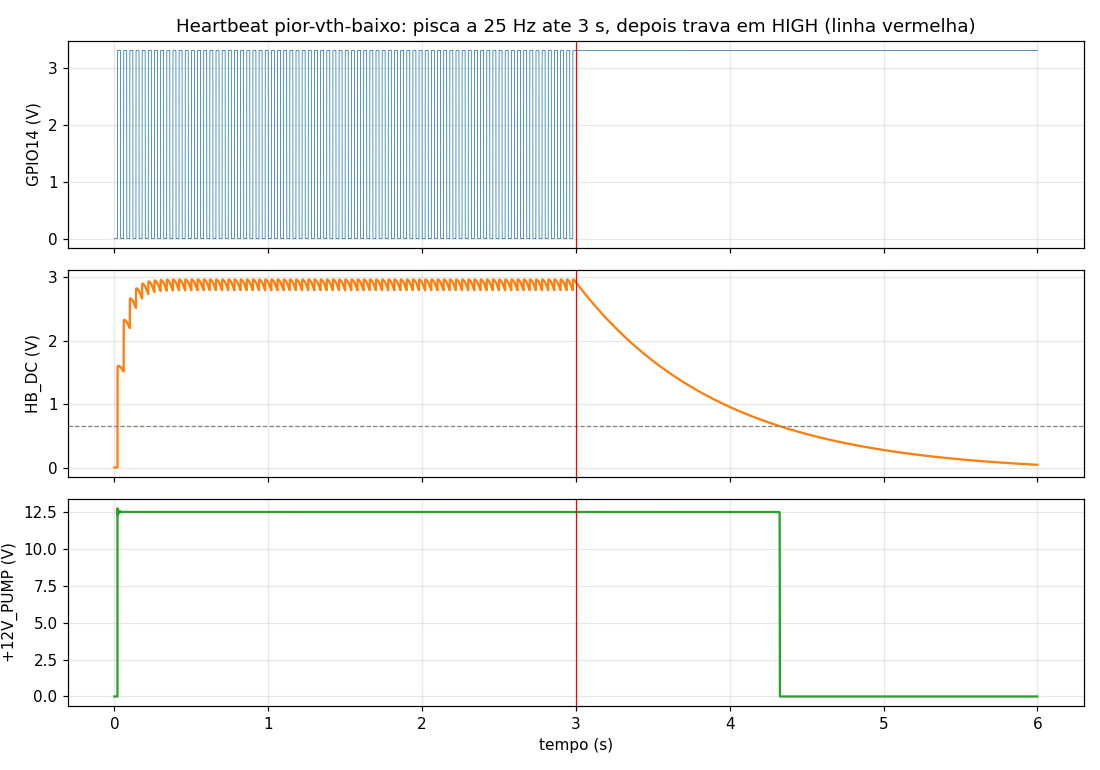 Heartbeat pior-vth-baixo: pisca a 25 Hz ate 3 s, depois trava em HIGH (linha vermelha)
GPIO14 (V)
3
2
1
0
HB_DC (V)
3
2
1
0
+12V_PUMP (V)
12.5
10.0
7.5
5.0
2.5
0.0
0 1 2 3 4 5 6
tempo (s)